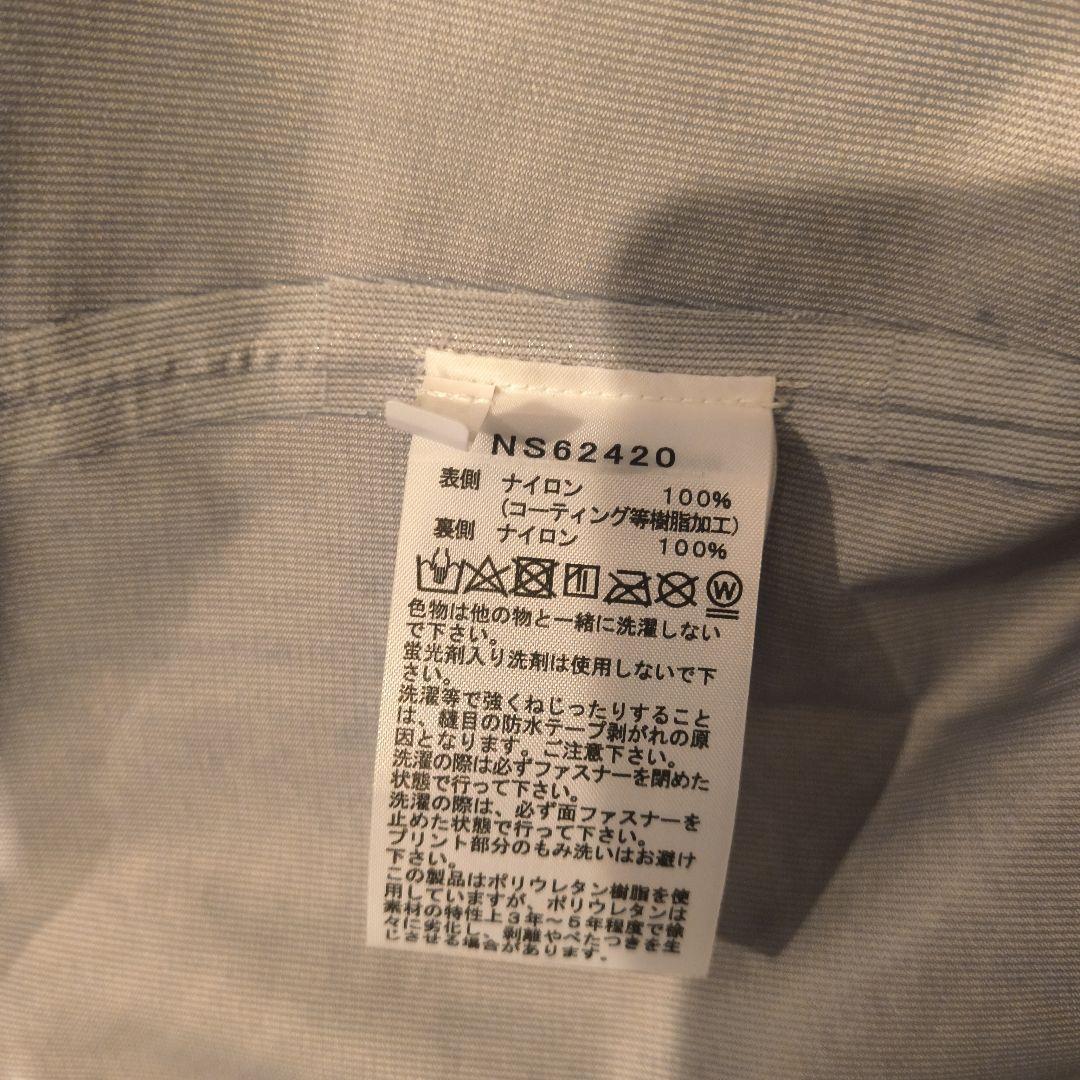 NS62420
表側 ナイロン 100%
(コーティング等樹脂加工)
裏側 ナイロン 100%
W
色物は他の物と一緒に洗濯しない
で下さい。
蛍光剤入り洗剤は使用しないで下
さい。
洗濯等で強くねじったりすること
は、縫目の防水テープ剥がれの原
因となります。ご注意下さい。
洗濯の際は必ずファスナーを閉めた
状態で行って下さい。
洗濯の際は、必ず面ファスナーを
止めた状態で行って下さい。
プリント部分のもみ洗いはお避け
下さい。
この製品はポリウレタン樹脂を使
用していますが、ポリウレタンは
素材の特性上3年～5年程度で徐
々に劣化し、剥離やべたつきを生
じさせる場合があります。